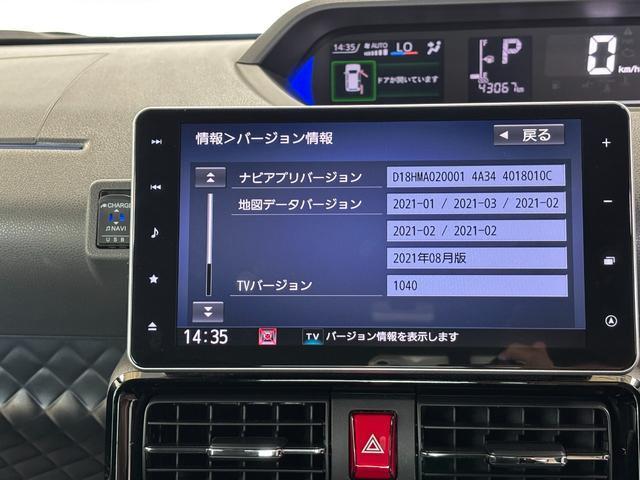 14:35
AUTO
LO
ドアが開いています
P
43067 km
0 km/h
情報>バージョン情報
戻る
ナビアプリバージョン D18HMA020001 4A34 4018010C
地図データバージョン 2021-01 / 2021-03 / 2021-02
2021-02 / 2021-02
2021年08月版
TVバージョン 1040
14:35
TV バージョン情報を表示します
CHARGE
♬NAVI
USB